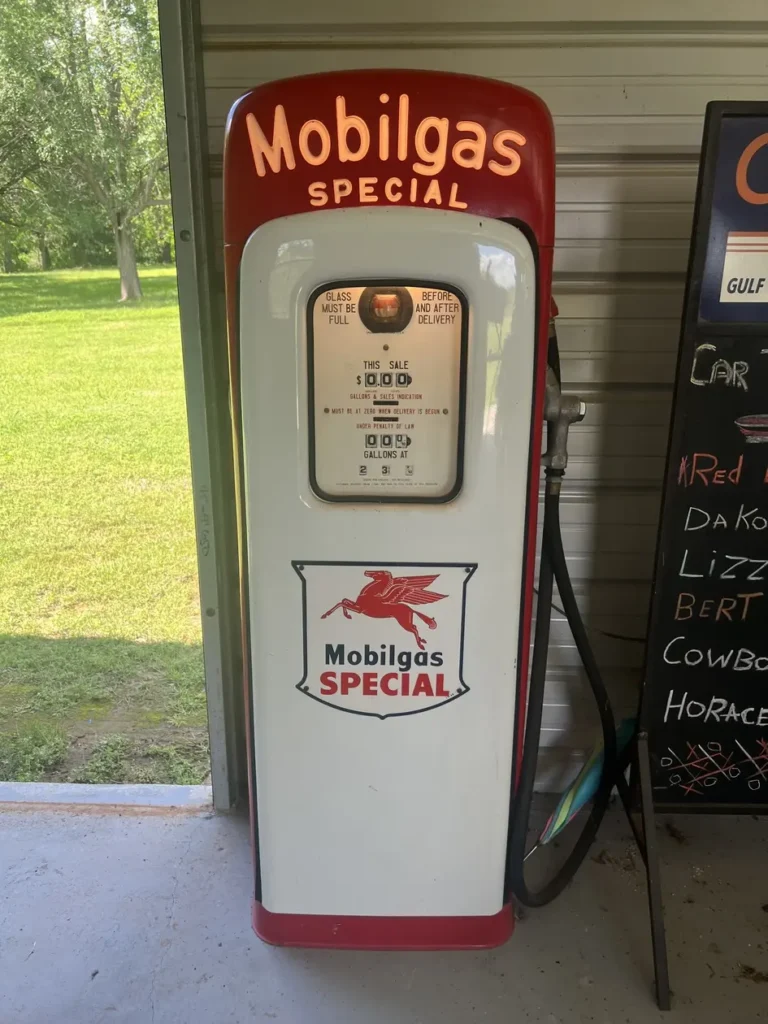 Mobilgas
SPECIAL
GLASS
MUST BE
FULL
BEFORE
AND AFTER
DELIVERY
THIS SALE
$ 0.00
GALLONS & SALES INDICATION
MUST BE AT ZERO WHEN DELIVERY IS BEGUN
UNDER PENALTY OF LAW
GALLONS AT
Mobilgas
SPECIAL
GULF
CAR
RED
DAKO
LIZZ
BERT
COWBO
HORACE